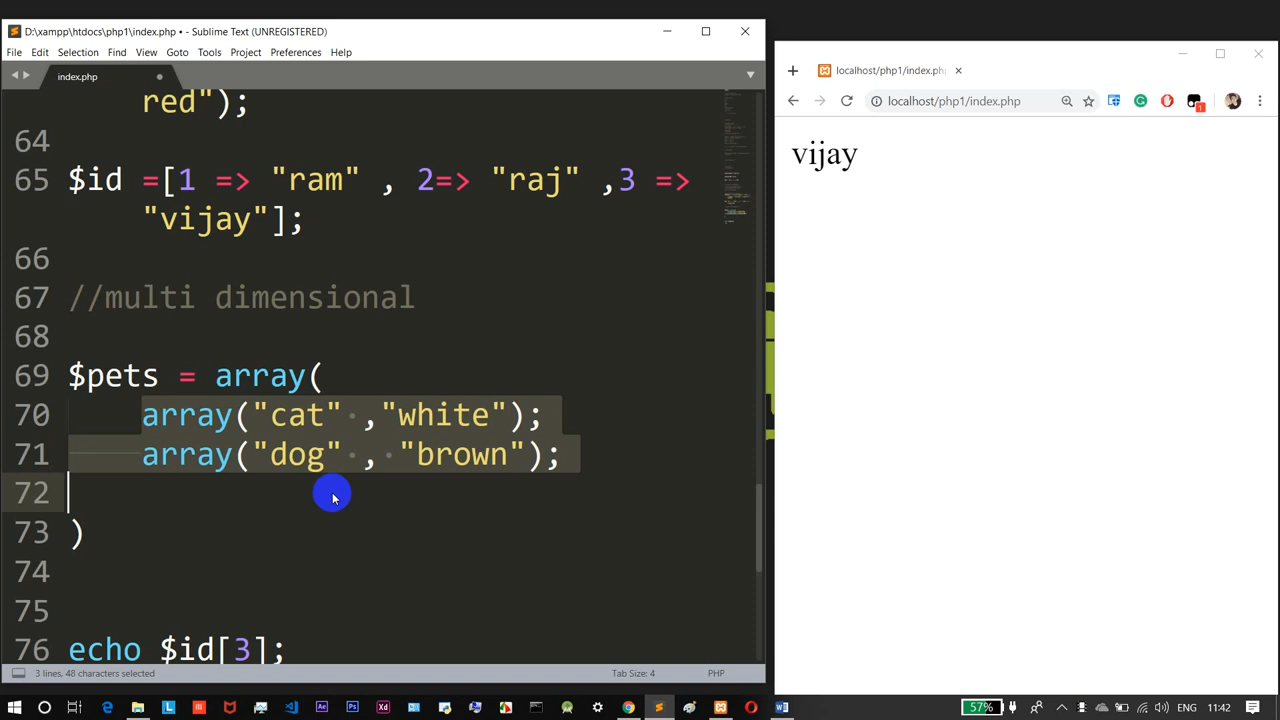 D:\xampp\htdocs\php1\index.php • - Sublime Text (UNREGISTERED)
File Edit Selection Find View Goto Tools Project Preferences Help
index.php
red");
64
65 $id =[1 => "ram" , 2=> "raj" ,3 =>
"vijay"];
66
67 //multi dimensional
68
69 $pets = array(
70 array("cat" ,"white");
71 array("dog" , "brown");
72
73 )
74
75
76 echo $id[3];
3 lines, 48 characters selected Tab Size: 4 PHP
localhost/php1/index.ph
localhost/php1/index.php
1
vijay
57% ENG 11:42